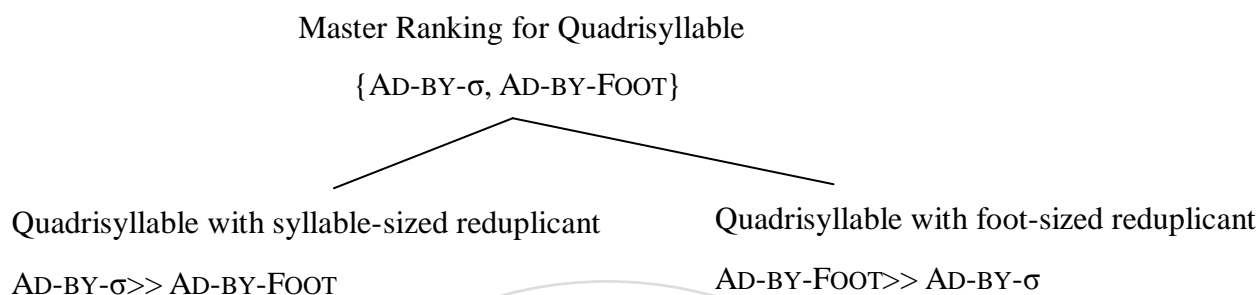 Master Ranking for Quadrisyllable
{AD-BY-σ, AD-BY-FOOT}
Quadrisyllable with syllable-sized reduplicant
Quadrisyllable with foot-sized reduplicant
AD-BY-σ>> AD-BY-FOOT
AD-BY-FOOT>> AD-BY-σ